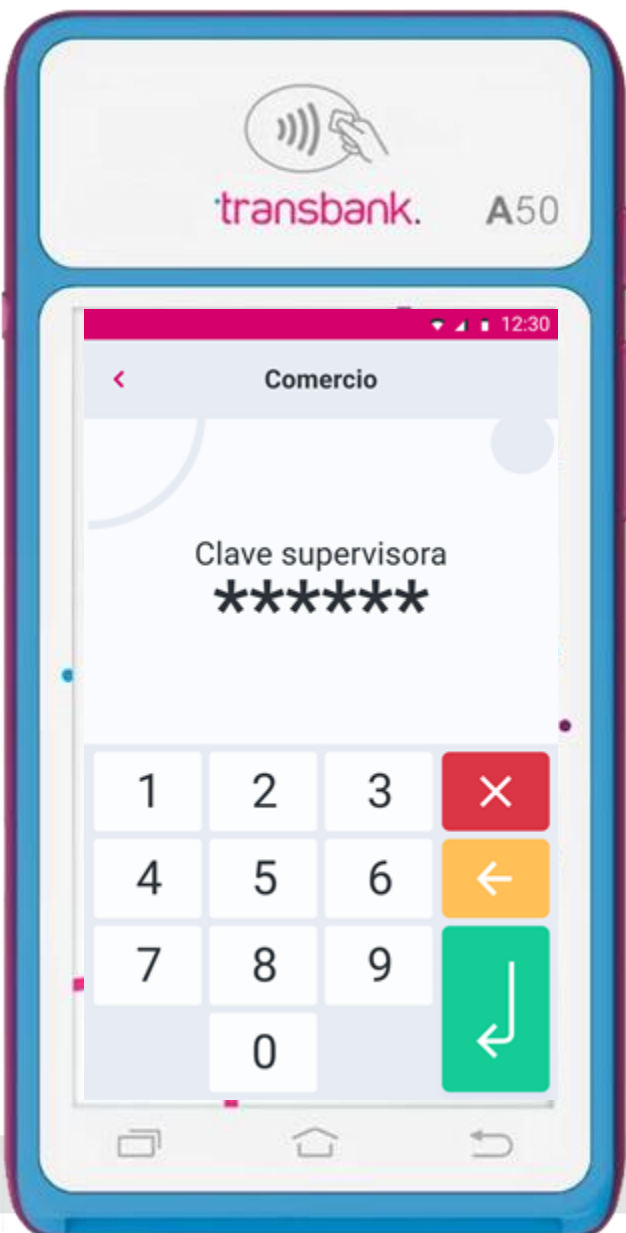 transbank.
A50
12:30
Comercio
Clave supervisora
******
1 2 3
4 5 6
7 8 9
0